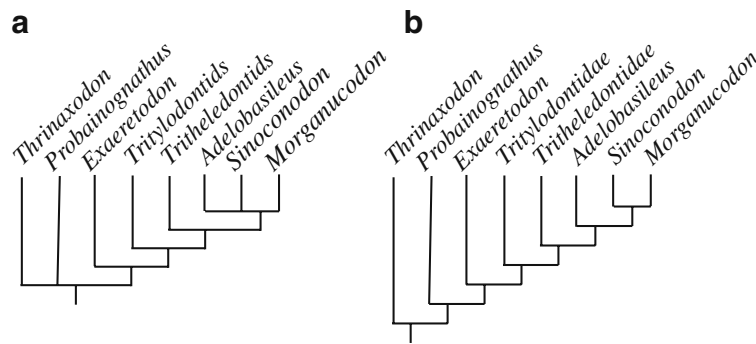 a
Thrinaxodon
Probainognathus
Exaeretodon
Tritylodontids
Tritheledontids
Adelobasileus
Sinoconodon
Morganucodon
b
Thrinaxodon
Probainognathus
Exaeretodon
Tritylodontidae
Tritheledontidae
Adelobasileus
Sinoconodon
Morganucodon